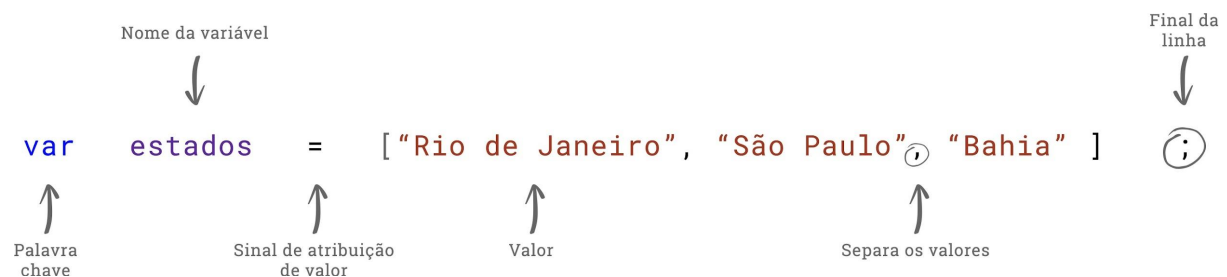 Nome da variável
Final da
linha
var estados = [“Rio de Janeiro”, “São Paulo”, “Bahia” ] ;
Palavra
chave
Sinal de atribuição
de valor
Valor
Separa os valores